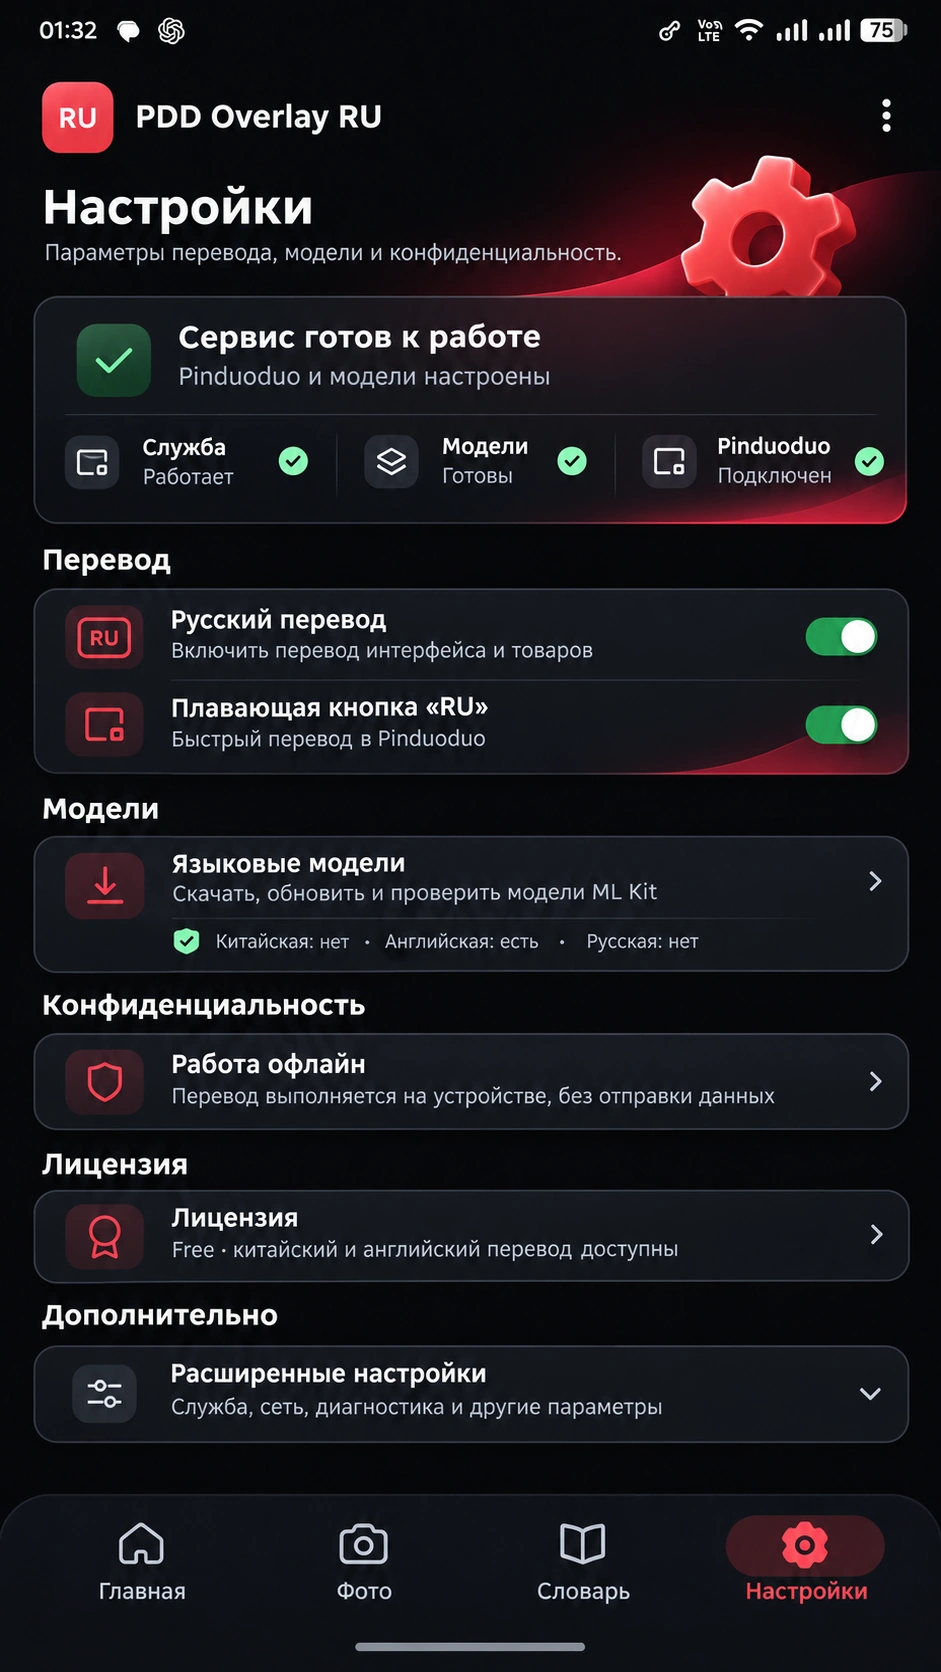 01:32
Vo))
LTE
75
RU
PDD Overlay RU
Настройки
Параметры перевода, модели и конфиденциальность.
Сервис готов к работе
Pinduoduo и модели настроены
Служба
Работает
Модели
Готовы
Pinduoduo
Подключен
Перевод
RU
Русский перевод
Включить перевод интерфейса и товаров
Плавающая кнопка «RU»
Быстрый перевод в Pinduoduo
Модели
Языковые модели
Скачать, обновить и проверить модели ML Kit
Китайская: нет • Английская: есть • Русская: нет
Конфиденциальность
Работа офлайн
Перевод выполняется на устройстве, без отправки данных
Лицензия
Лицензия
Free · китайский и английский перевод доступны
Дополнительно
Расширенные настройки
Служба, сеть, диагностика и другие параметры
Главная
Фото
Словарь
Настройки